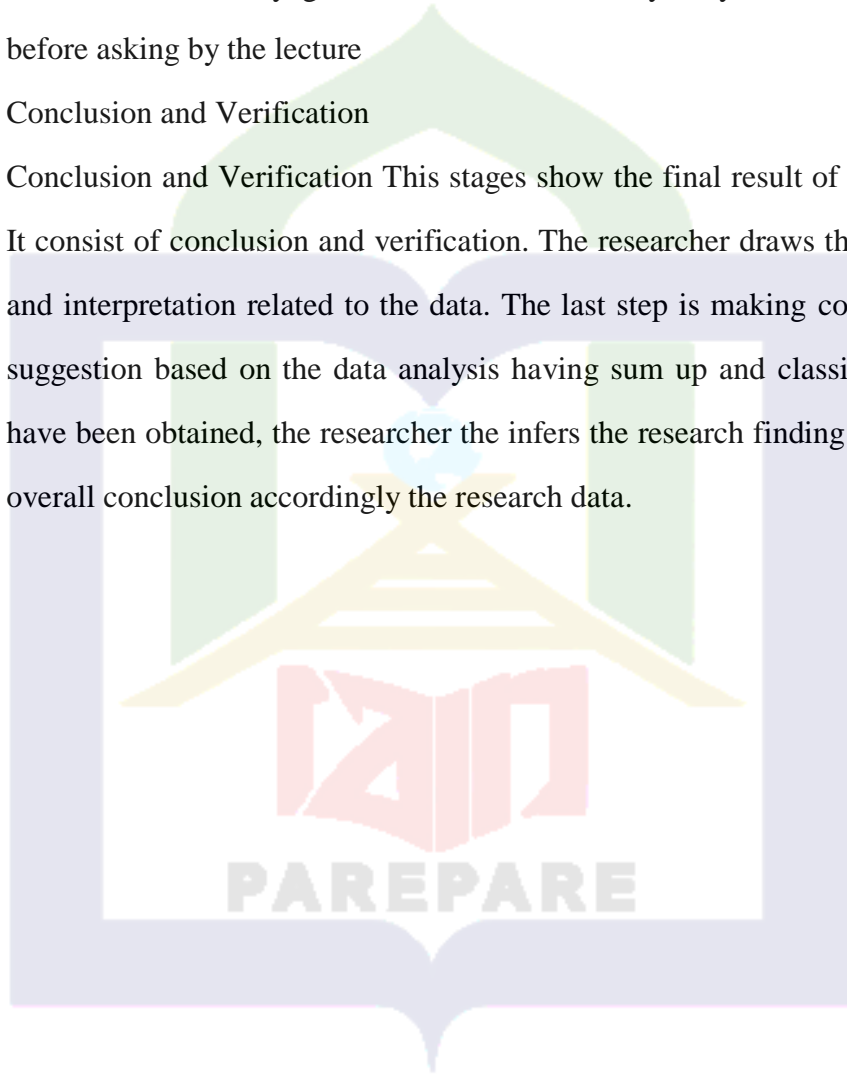 before asking by the lecture
Conclusion and Verification
Conclusion and Verification This stages show the final result of
It consist of conclusion and verification. The researcher draws
and interpretation related to the data. The last step is making
suggestion based on the data analysis having sum up and
have been obtained, the researcher the infers the research finding
overall conclusion accordingly the research data.
iain
PAREPARE